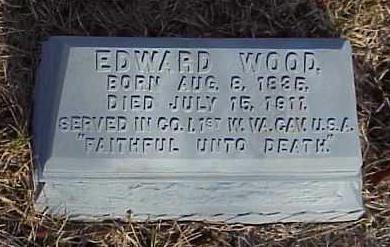 EDWARD WOOD.
BORN AUG. 8, 1835.
DIED JULY 15, 1911.
SERVED IN CO. I. 1ST W. VA. CAV. U.S.A.
"FAITHFUL UNTO DEATH."